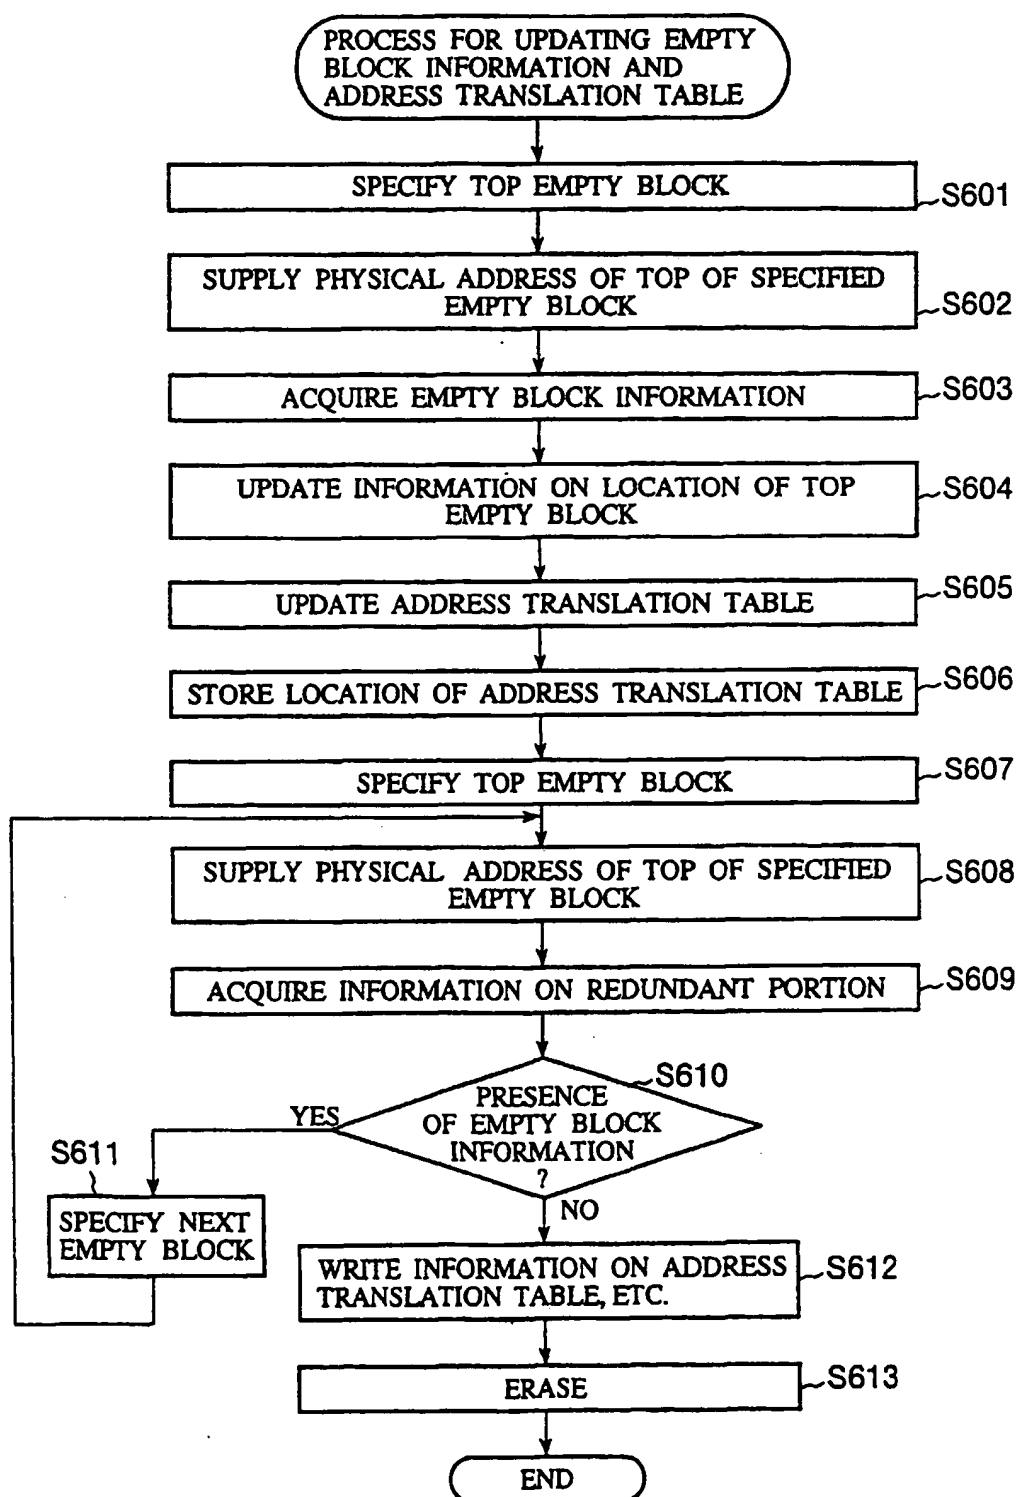 PROCESS FOR UPDATING EMPTY
BLOCK INFORMATION AND
ADDRESS TRANSLATION TABLE
SPECIFY TOP EMPTY BLOCK
S601
SUPPLY PHYSICAL ADDRESS OF TOP OF SPECIFIED
EMPTY BLOCK
S602
ACQUIRE EMPTY BLOCK INFORMATION
S603
UPDATE INFORMATION ON LOCATION OF TOP
EMPTY BLOCK
S604
UPDATE ADDRESS TRANSLATION TABLE
S605
STORE LOCATION OF ADDRESS TRANSLATION TABLE
S606
SPECIFY TOP EMPTY BLOCK
S607
SUPPLY PHYSICAL ADDRESS OF TOP OF SPECIFIED
EMPTY BLOCK
S608
ACQUIRE INFORMATION ON REDUNDANT PORTION
S609
S610
PRESENCE
OF EMPTY BLOCK
INFORMATION
?
YES
S611
SPECIFY NEXT
EMPTY BLOCK
NO
WRITE INFORMATION ON ADDRESS
TRANSLATION TABLE, ETC.
S612
ERASE
S613
END